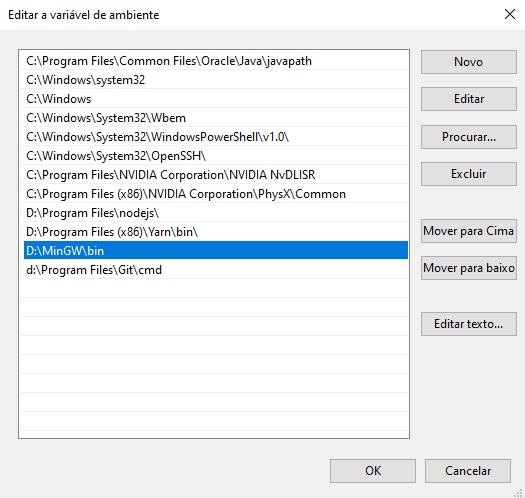 Editar a variável de ambiente
C:\Program Files\Common Files\Oracle\Java\javapath
C:\Windows\system32
C:\Windows
C:\Windows\System32\Wbem
C:\Windows\System32\WindowsPowerShell\v1.0\
C:\Windows\System32\OpenSSH\
C:\Program Files\NVIDIA Corporation\NVIDIA NvDLISR
C:\Program Files (x86)\NVIDIA Corporation\PhysX\Common
D:\Program Files\nodejs\
D:\Program Files (x86)\Yarn\bin\
D:\MinGW\bin
d:\Program Files\Git\cmd
Novo
Editar
Procurar...
Excluir
Mover para Cima
Mover para baixo
Editar texto...
OK
Cancelar